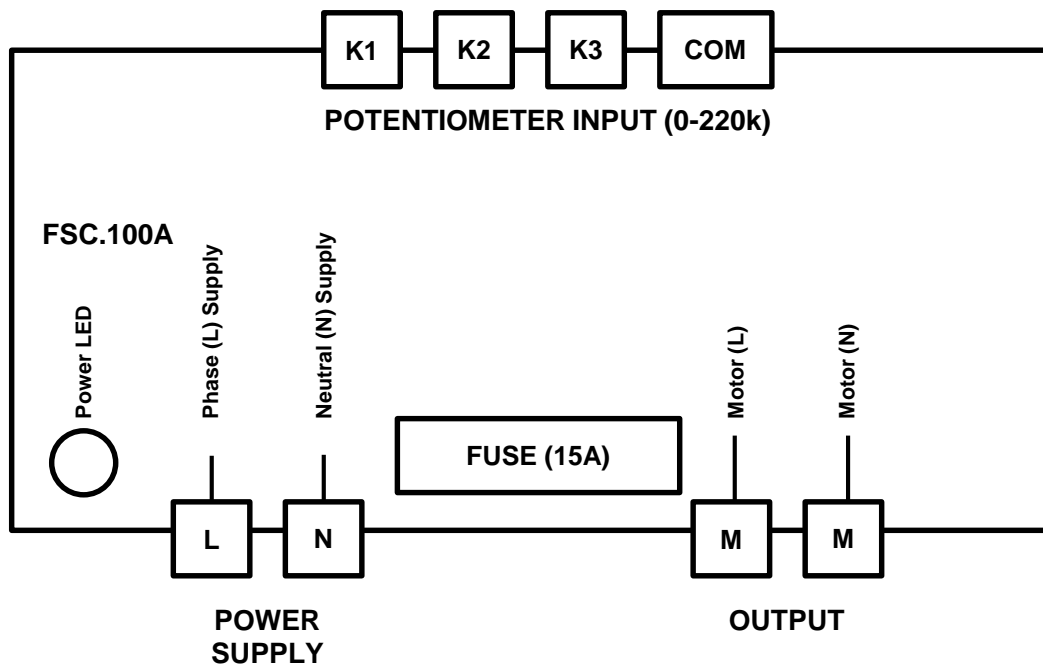 K1
K2
K3
COM
POTENTIOMETER INPUT (0-220k)
FSC.100A
Power LED
Phase (L) Supply
Neutral (N) Supply
Motor (L)
Motor (N)
FUSE (15A)
L
N
M
M
POWER
SUPPLY
OUTPUT